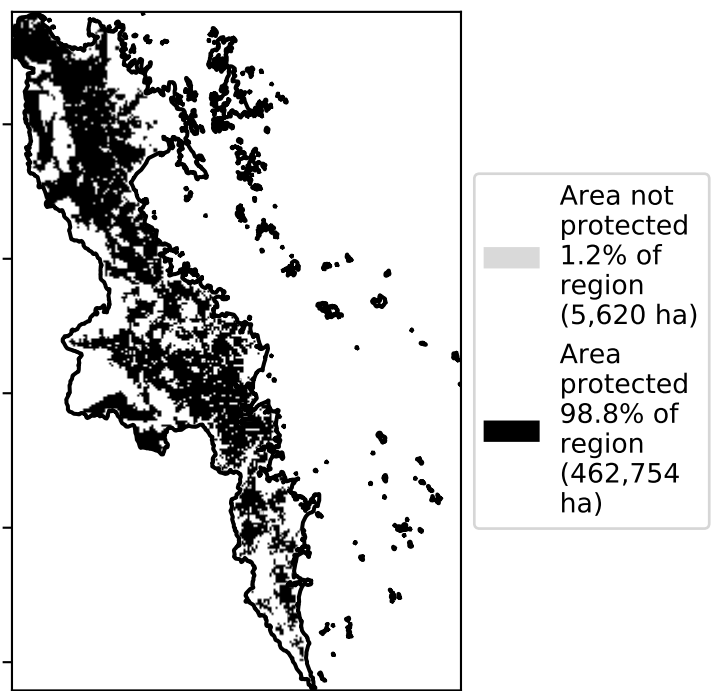 Area not
protected
1.2% of
region
(5,620 ha)
Area
protected
98.8% of
region
(462,754
ha)